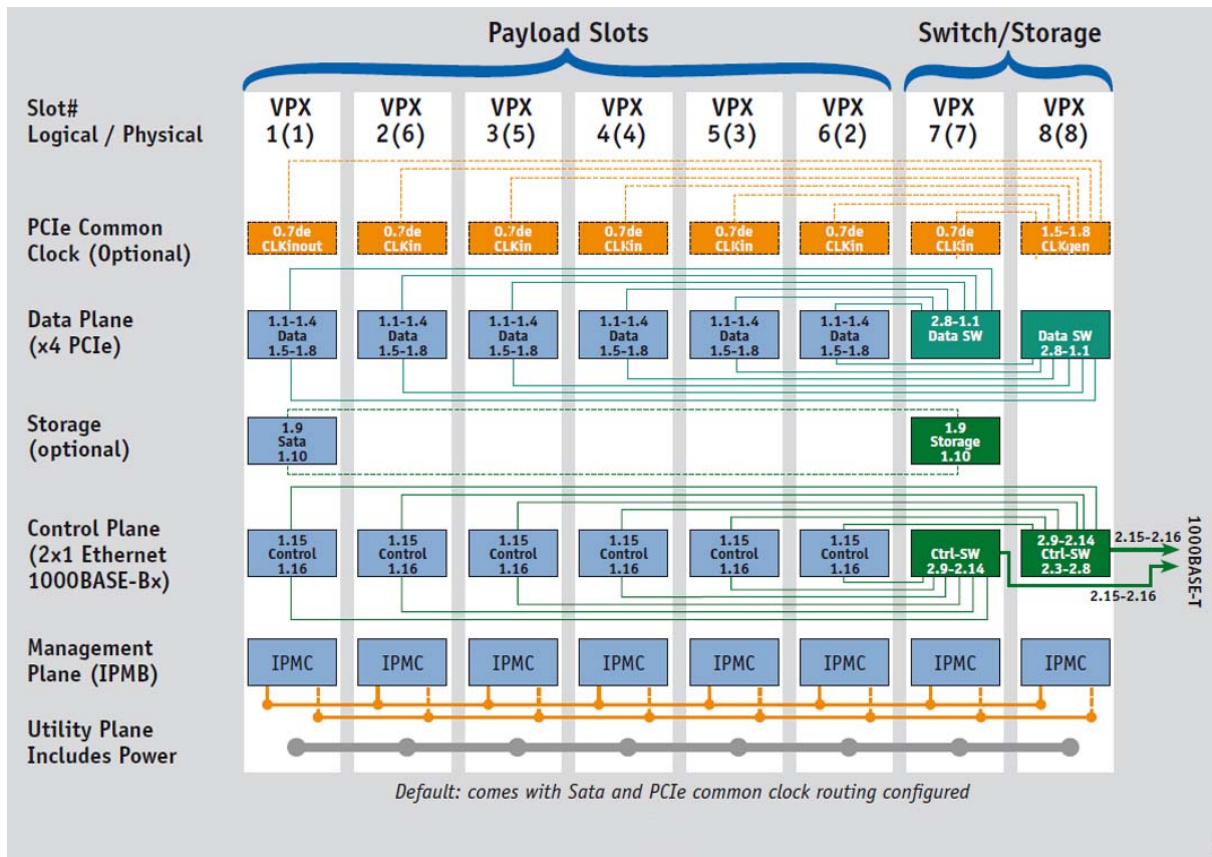 Payload Slots
Switch/Storage
Slot#
Logical / Physical
VPX
1(1)
VPX
2(6)
VPX
3(5)
VPX
4(4)
VPX
5(3)
VPX
6(2)
VPX
7(7)
VPX
8(8)
PCIe Common
Clock (Optional)
0.7de
CLKinout
0.7de
CLKin
0.7de
CLKin
0.7de
CLKin
0.7de
CLKin
0.7de
CLKin
0.7de
CLKin
1.5-1.8
CLKgen
Data Plane
(x4 PCIe)
1.1-1.4
Data
1.5-1.8
1.1-1.4
Data
1.5-1.8
1.1-1.4
Data
1.5-1.8
1.1-1.4
Data
1.5-1.8
1.1-1.4
Data
1.5-1.8
1.1-1.4
Data
1.5-1.8
2.8-1.1
Data SW
Data SW
2.8-1.1
Storage
(optional)
1.9
Sata
1.10
1.9
Storage
1.10
Control Plane
(2x1 Ethernet
1000BASE-Bx)
1.15
Control
1.16
1.15
Control
1.16
1.15
Control
1.16
1.15
Control
1.16
1.15
Control
1.16
1.15
Control
1.16
Ctrl-SW
2.9-2.14
2.9-2.14
Ctrl-SW
2.3-2.8
2.15-2.16
2.15-2.16
1000BASE-T
Management
Plane (IPMB)
IPMC
IPMC
IPMC
IPMC
IPMC
IPMC
IPMC
IPMC
Utility Plane
Includes Power
Default: comes with Sata and PCIe common clock routing configured